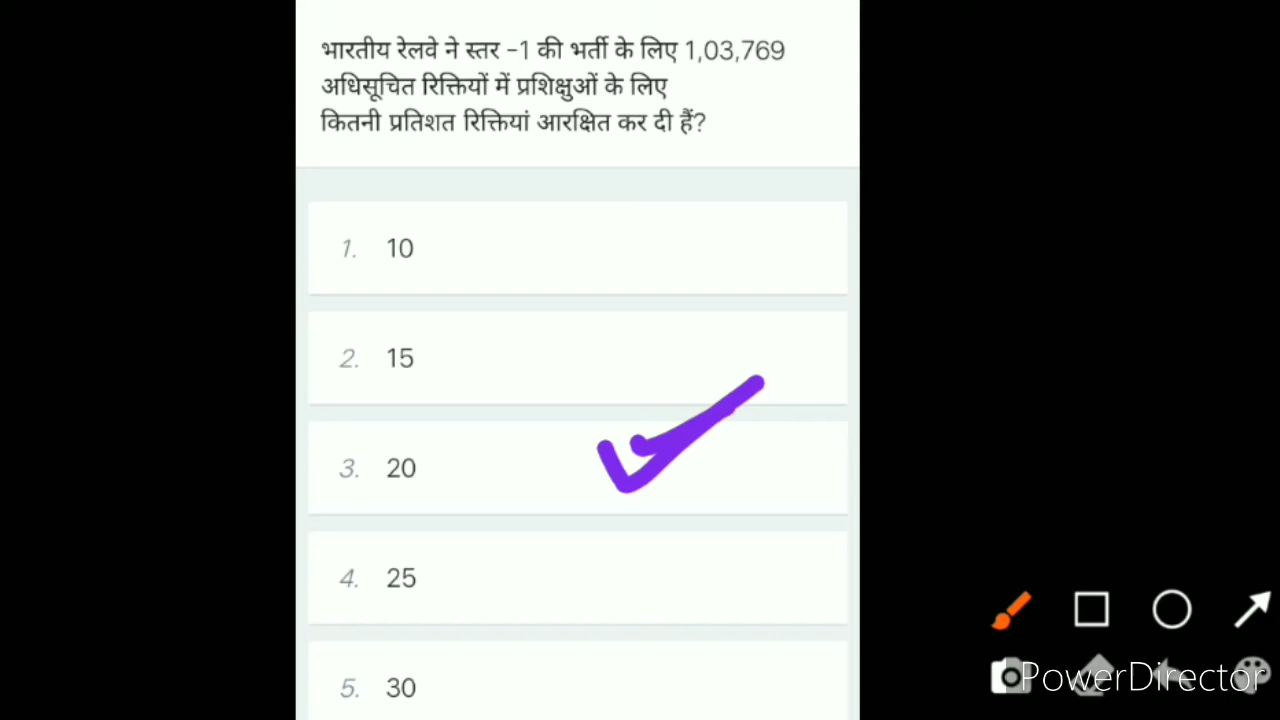 भारतीय रेलवे ने स्तर -1 की भर्ती के लिए 1,03,769
अधिसूचित रिक्तियों में प्रशिक्षुओं के लिए
कितनी प्रतिशत रिक्तियां आरक्षित कर दी हैं?
1. 10
2. 15
3. 20
4. 25
5. 30
PowerDirector